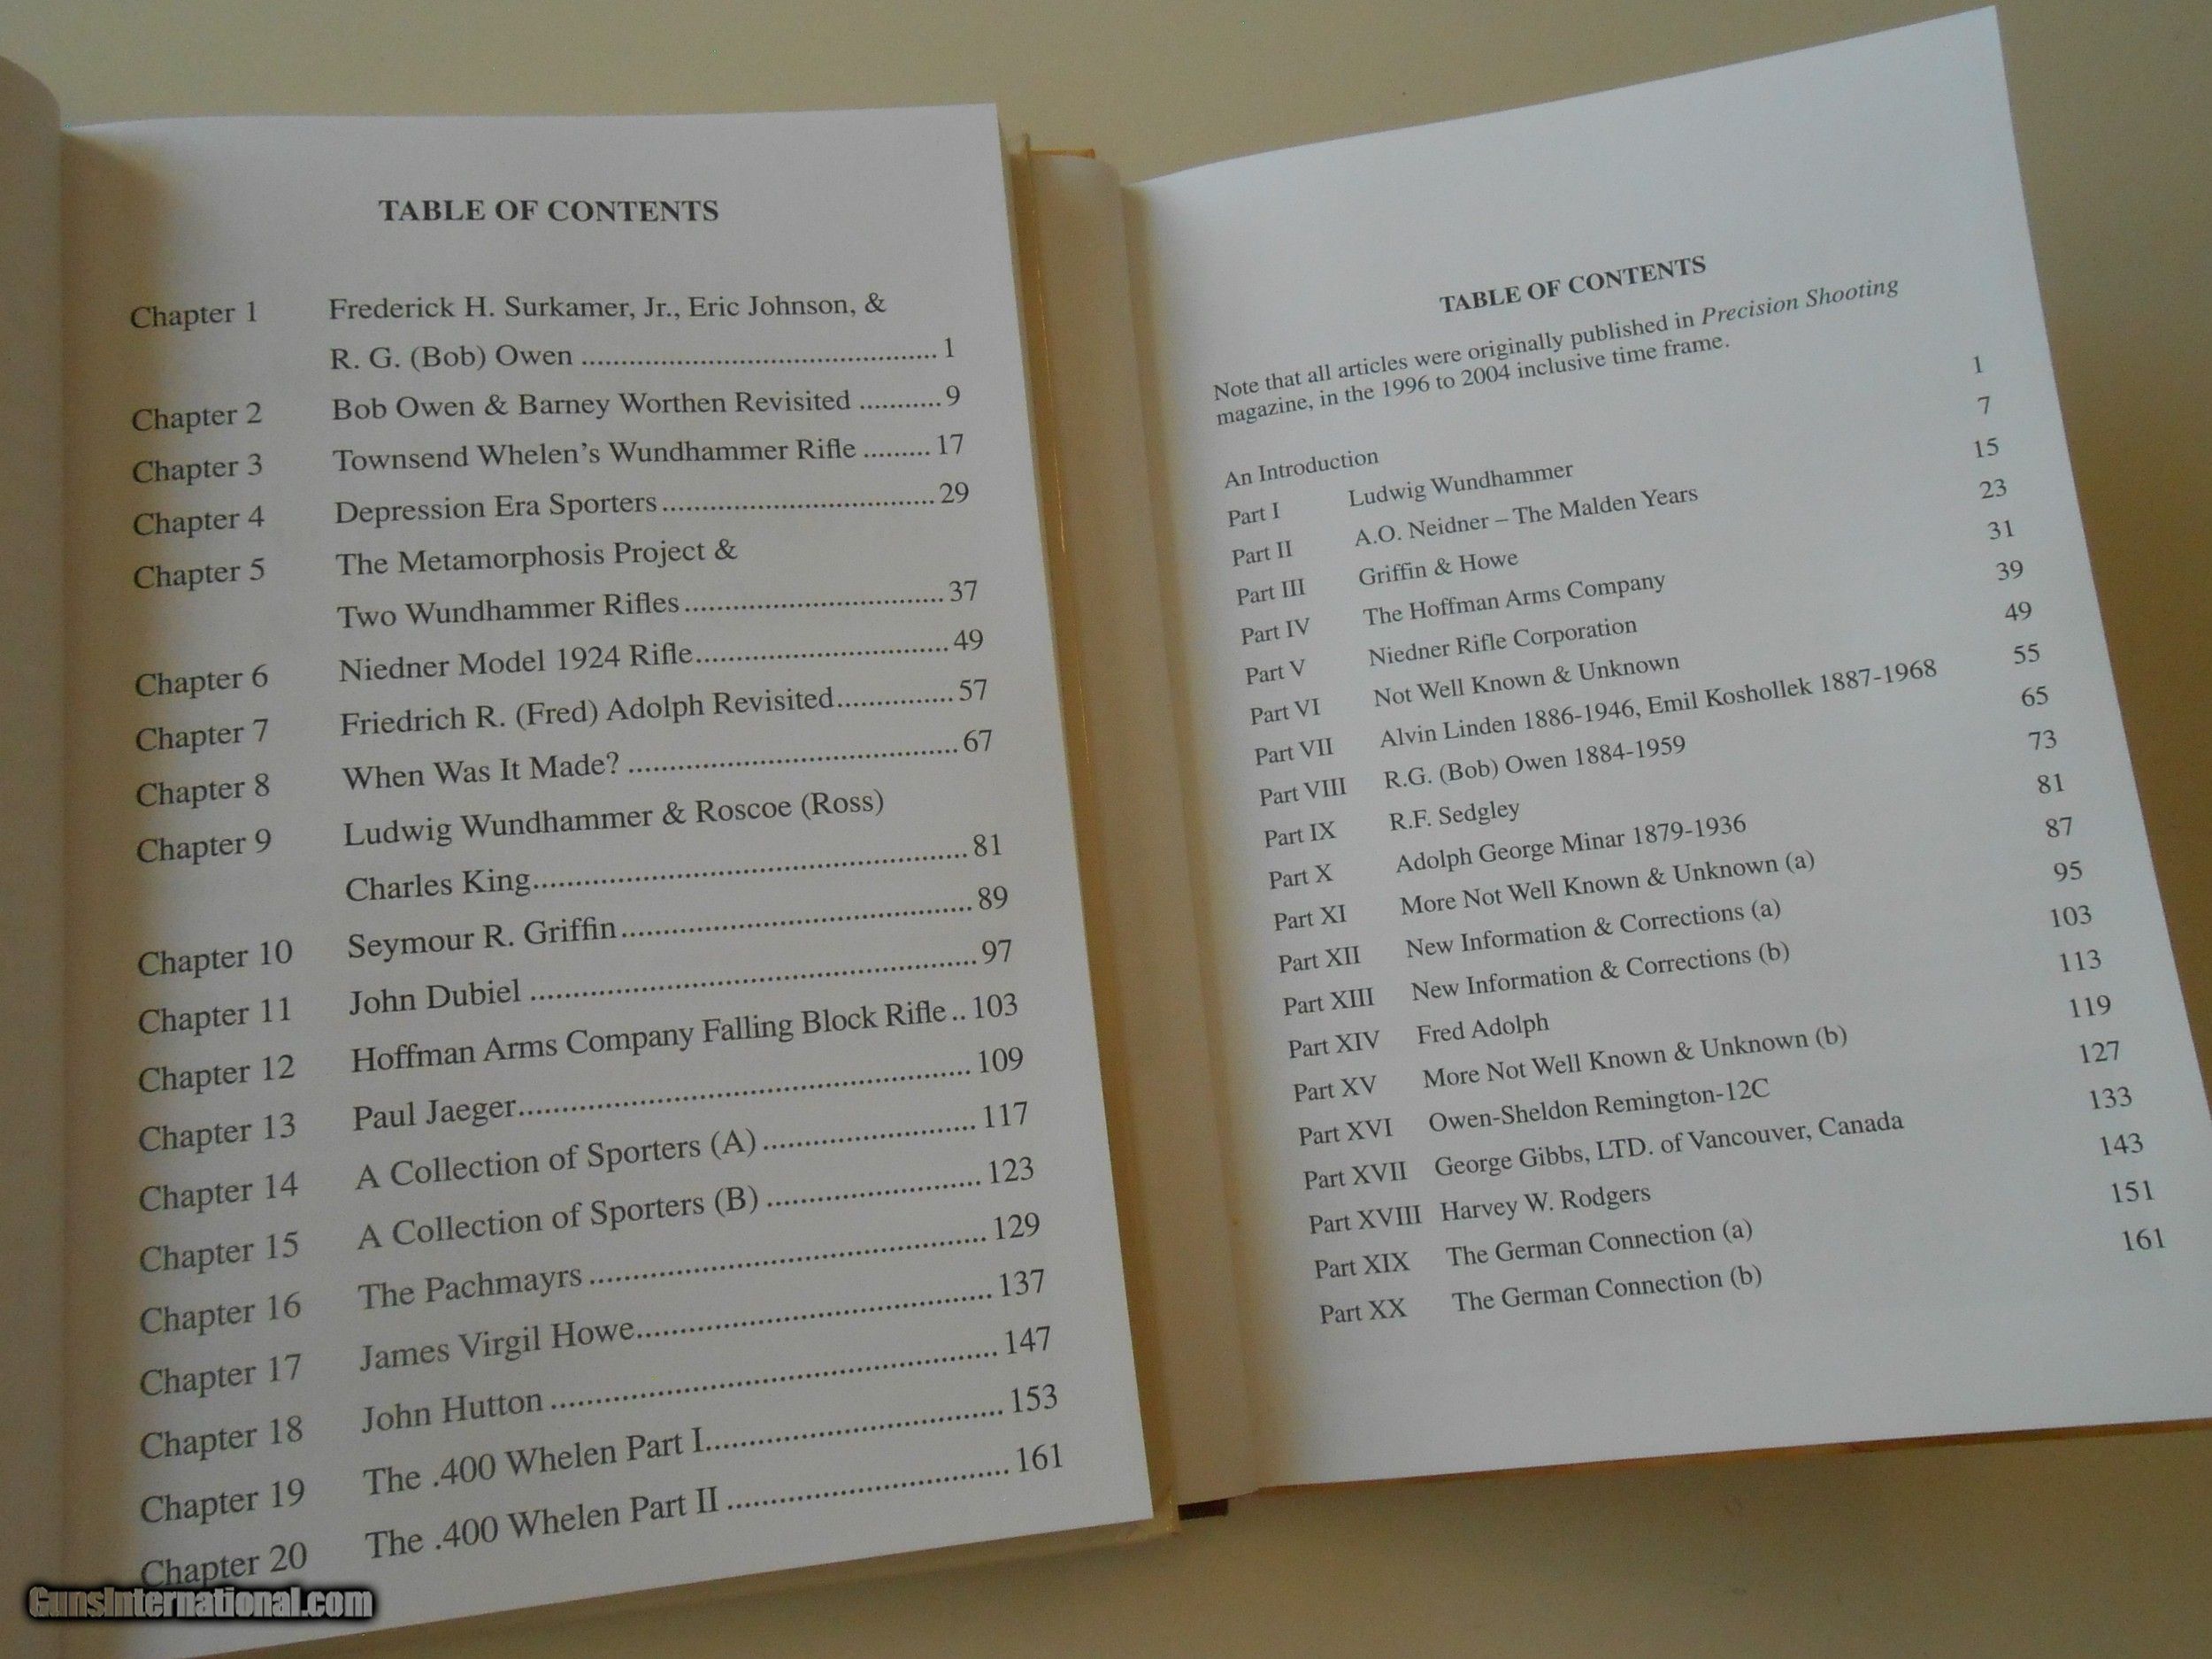 TABLE OF CONTENTS
Chapter 1 Frederick H. Surkamer, Jr., Eric Johnson, &
R. G. (Bob) Owen ............................................. 1
Chapter 2 Bob Owen & Barney Worthen Revisited ........... 9
Chapter 3 Townsend Whelen's Wundhammer Rifle ......... 17
Chapter 4 Depression Era Sporters .................................. 29
Chapter 5 The Metamorphosis Project &
Two Wundhammer Rifles ................................. 37
Chapter 6 Niedner Model 1924 Rifle ................................ 49
Chapter 7 Friedrich R. (Fred) Adolph Revisited ............... 57
Chapter 8 When Was It Made? ......................................... 67
Chapter 9 Ludwig Wundhammer & Roscoe (Ross)
Charles King ..................................................... 81
Chapter 10 Seymour R. Griffin .......................................... 89
Chapter 11 John Dubiel ...................................................... 97
Chapter 12 Hoffman Arms Company Falling Block Rifle .. 103
Chapter 13 Paul Jaeger ...................................................... 109
Chapter 14 A Collection of Sporters (A) .......................... 117
Chapter 15 A Collection of Sporters (B) .......................... 123
Chapter 16 The Pachmayrs ................................................ 129
Chapter 17 James Virgil Howe ........................................... 137
Chapter 18 John Hutton ..................................................... 147
Chapter 19 The .400 Whelen Part I .................................... 153
Chapter 20 The .400 Whelen Part II ................................... 161
TABLE OF CONTENTS
Note that all articles were originally published in Precision Shooting
magazine, in the 1996 to 2004 inclusive time frame.
An Introduction 1
Part I Ludwig Wundhammer 7
Part II A.O. Neidner – The Malden Years 15
Part III Griffin & Howe 23
Part IV The Hoffman Arms Company 31
Part V Niedner Rifle Corporation 39
Part VI Not Well Known & Unknown 49
Part VII Alvin Linden 1886-1946, Emil Koshollek 1887-1968 55
Part VIII R.G. (Bob) Owen 1884-1959 65
Part IX R.F. Sedgley 73
Part X Adolph George Minar 1879-1936 81
Part XI More Not Well Known & Unknown (a) 87
Part XII New Information & Corrections (a) 95
Part XIII New Information & Corrections (b) 103
Part XIV Fred Adolph 113
Part XV More Not Well Known & Unknown (b) 119
Part XVI Owen-Sheldon Remington-12C 127
Part XVII George Gibbs, LTD. of Vancouver, Canada 133
Part XVIII Harvey W. Rodgers 143
Part XIX The German Connection (a) 151
Part XX The German Connection (b) 161
GunsInternational.com